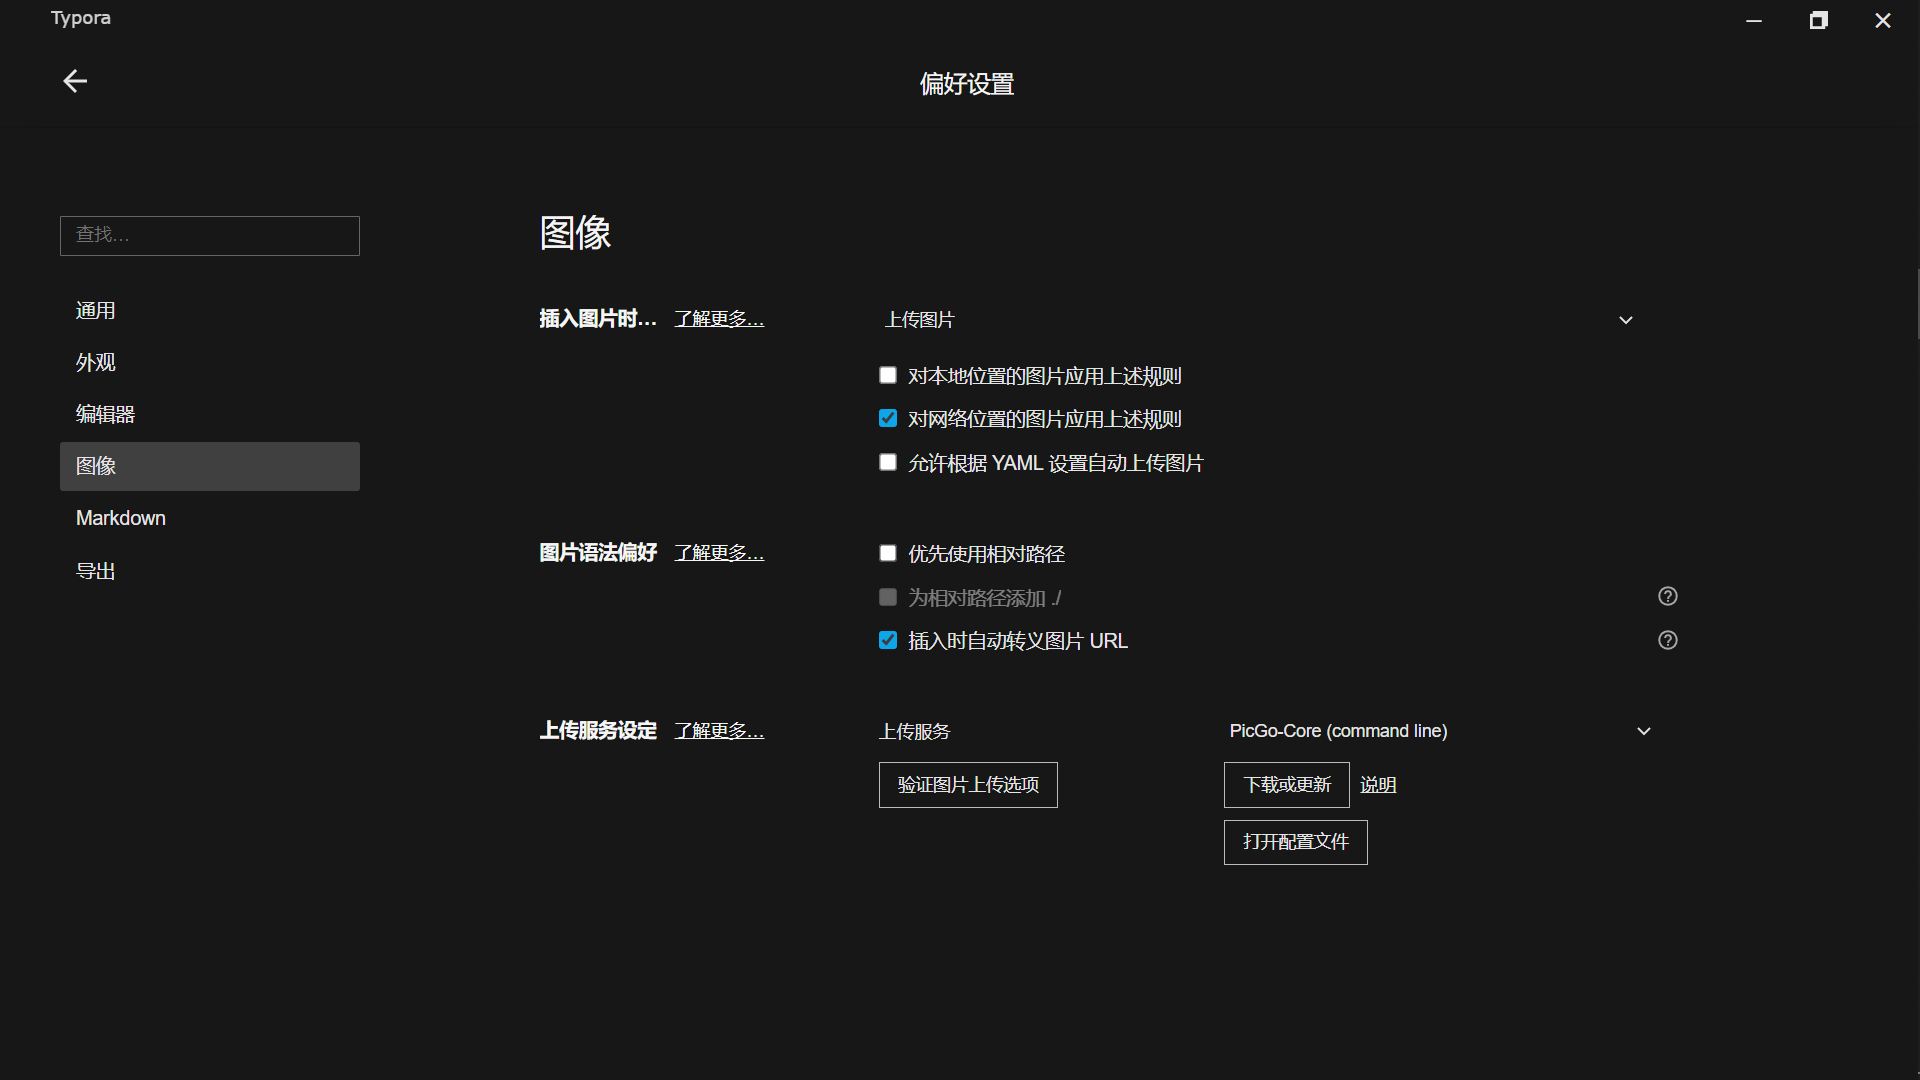 Typora
偏好设置
查找...
通用
外观
编辑器
图像
Markdown
导出
图像
插入图片时... 了解更多... 上传图片
对本地位置的图片应用上述规则
对网络位置的图片应用上述规则
允许根据 YAML 设置自动上传图片
图片语法偏好 了解更多... 优先使用相对路径
为相对路径添加 ./
插入时自动转义图片 URL
上传服务设定 了解更多... 上传服务 PicGo-Core (command line)
验证图片上传选项 下载或更新 说明
打开配置文件